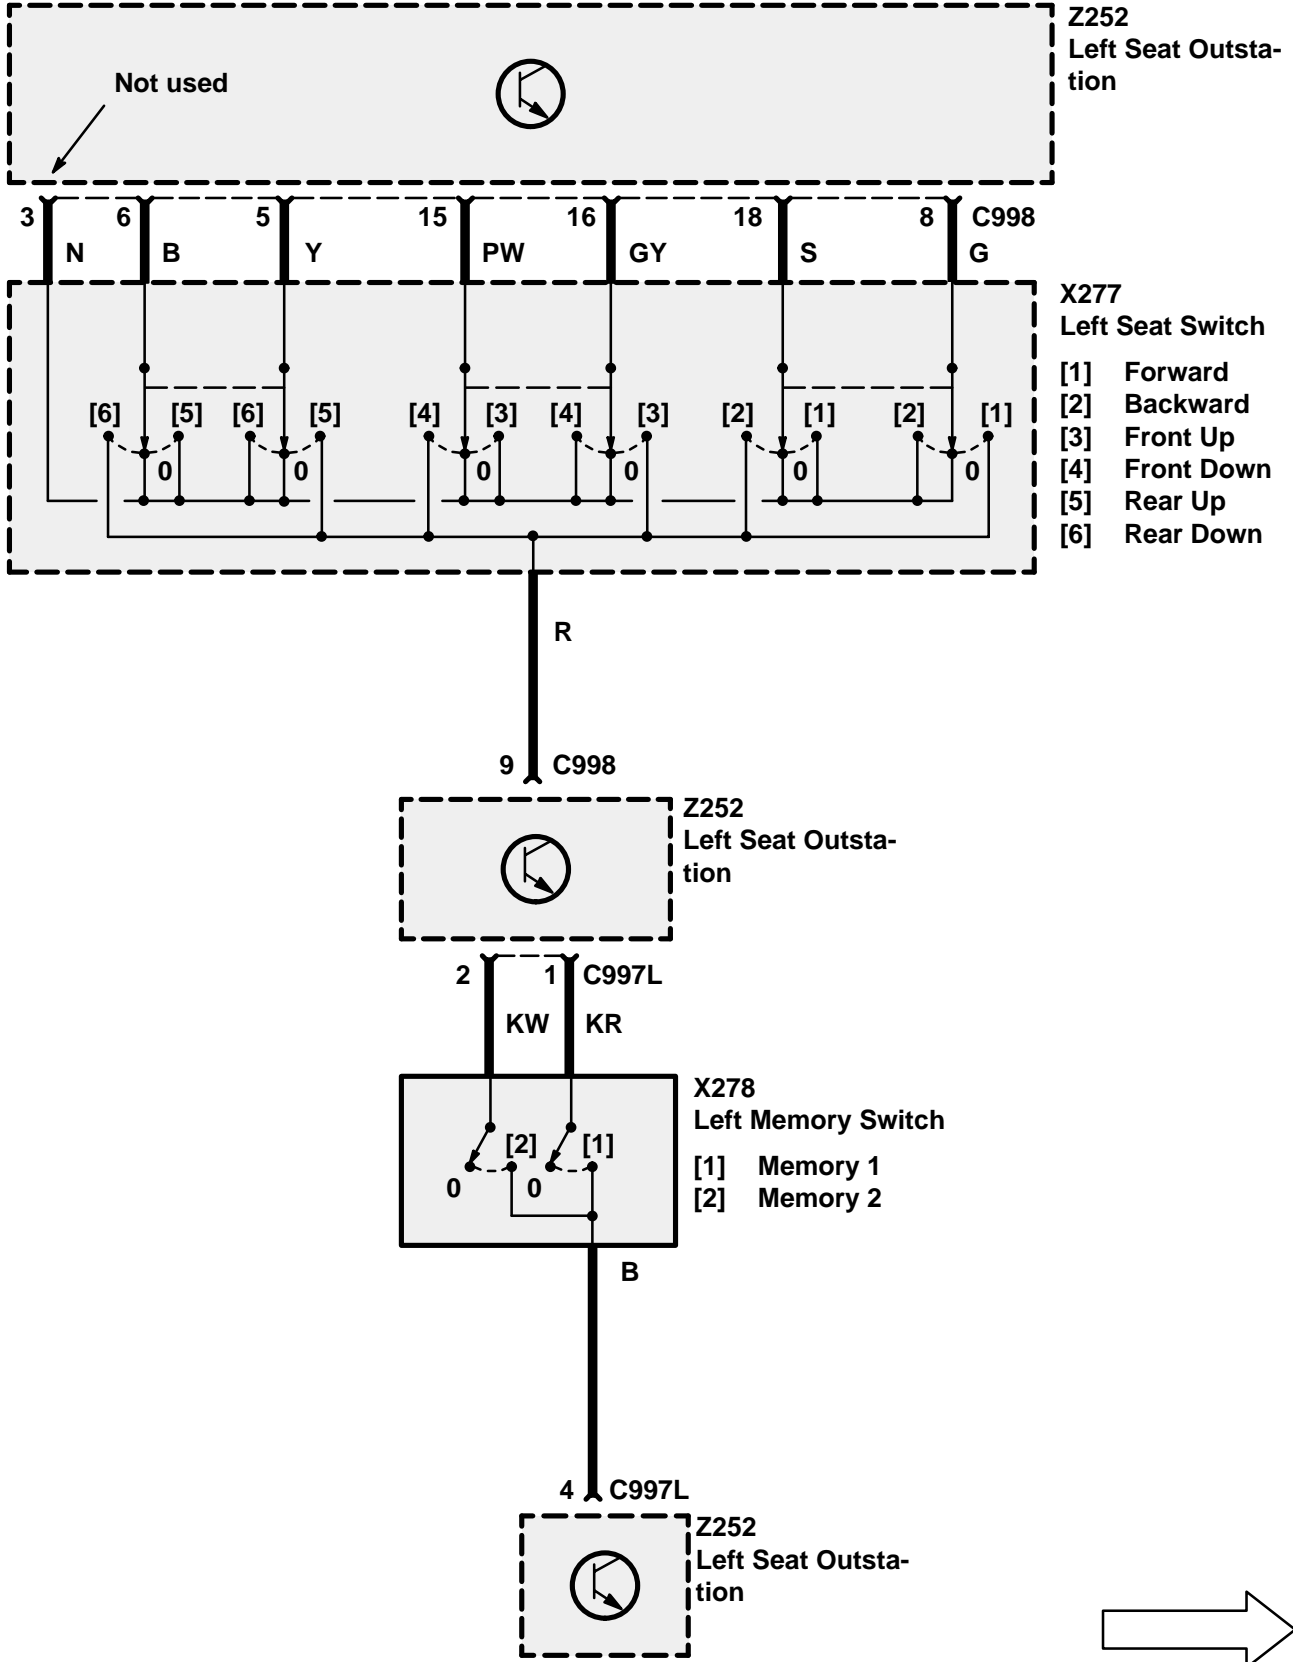 Z252
Left Seat Outsta-
tion
Not used
3 6 5 15 16 18 8 C998
N B Y PW GY S G
X277
Left Seat Switch
[1] Forward
[2] Backward
[3] Front Up
[4] Front Down
[5] Rear Up
[6] Rear Down
[6] [5] [6] [5] [4] [3] [4] [3] [2] [1] [2] [1]
0 0 0 0 0 0
R
9 C998
Z252
Left Seat Outsta-
tion
2 1 C997L
KW KR
X278
Left Memory Switch
[1] Memory 1
[2] Memory 2
[2] [1]
0 0
B
4 C997L
Z252
Left Seat Outsta-
tion